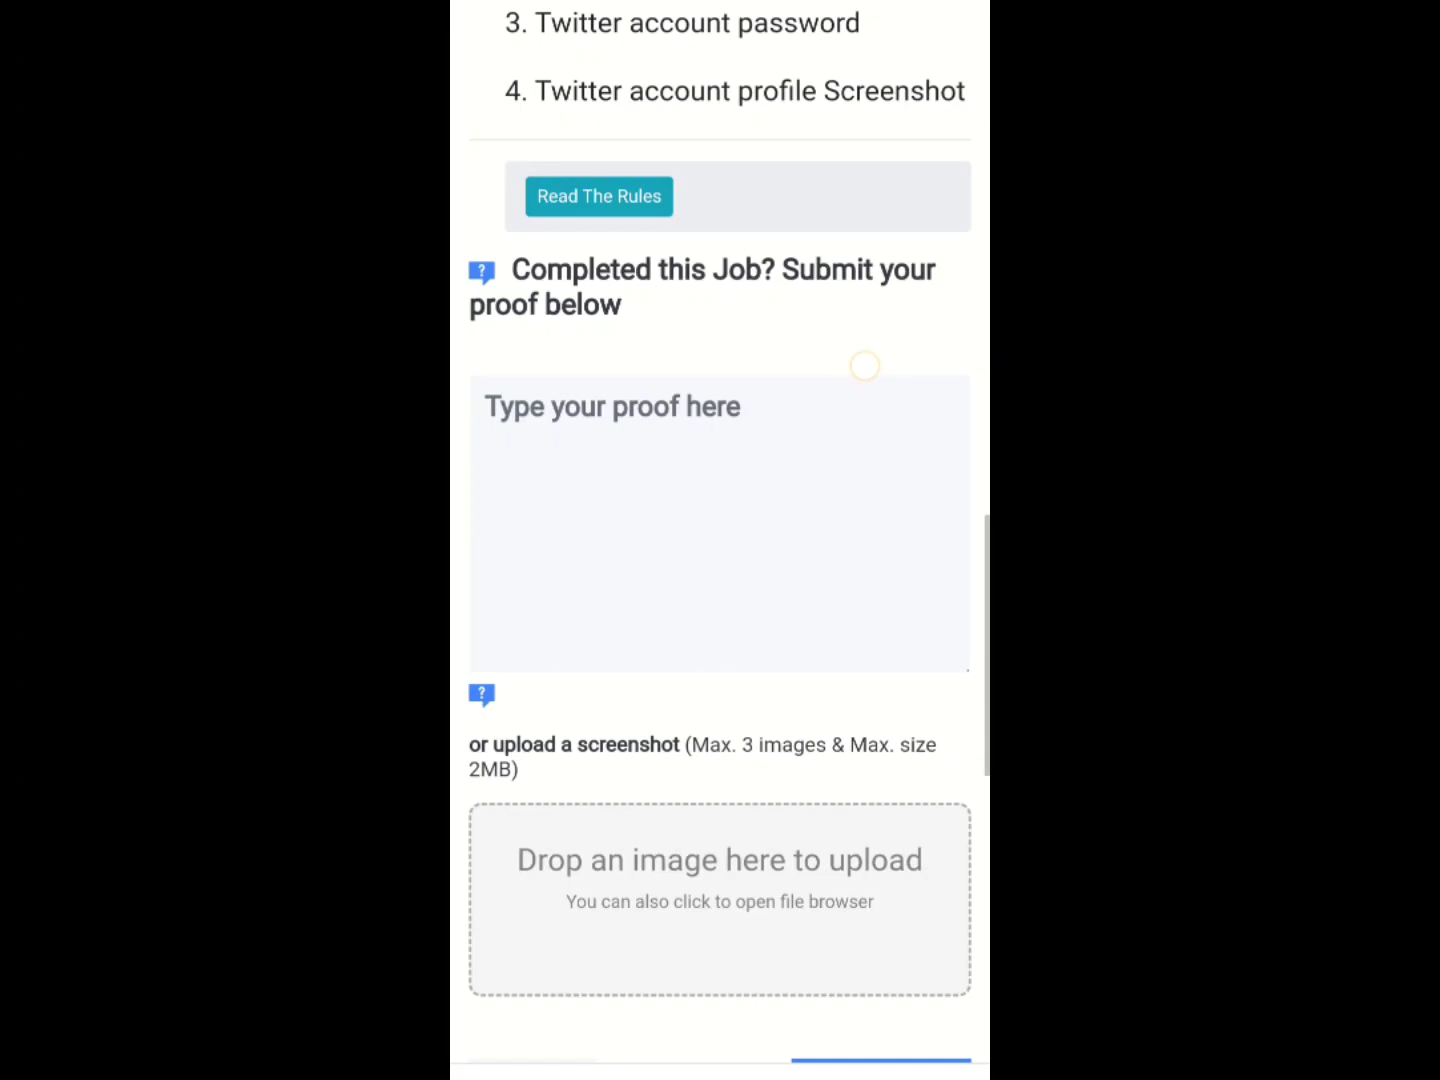 3. Twitter account password
4. Twitter account profile Screenshot
Read The Rules
? Completed this Job? Submit your
proof below
Type your proof here
?
or upload a screenshot (Max. 3 images & Max. size
2MB)
Drop an image here to upload
You can also click to open file browser